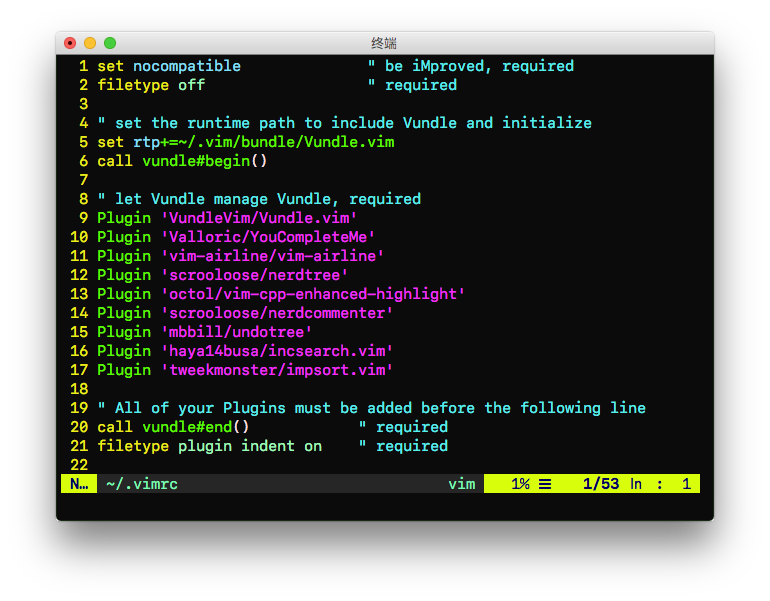 终端
1 set nocompatible              " be iMproved, required
2 filetype off                  " required
3
4 " set the runtime path to include Vundle and initialize
5 set rtp+=~/.vim/bundle/Vundle.vim
6 call vundle#begin()
7
8 " let Vundle manage Vundle, required
9 Plugin 'VundleVim/Vundle.vim'
10 Plugin 'Valloric/YouCompleteMe'
11 Plugin 'vim-airline/vim-airline'
12 Plugin 'scrooloose/nerdtree'
13 Plugin 'octol/vim-cpp-enhanced-highlight'
14 Plugin 'scrooloose/nerdcommenter'
15 Plugin 'mbbill/undotree'
16 Plugin 'haya14busa/incsearch.vim'
17 Plugin 'tweekmonster/impsort.vim'
18
19 " All of your Plugins must be added before the following line
20 call vundle#end()            " required
21 filetype plugin indent on    " required
22
N… ~/.vimrc vim 1% ☰ 1/53 ln : 1